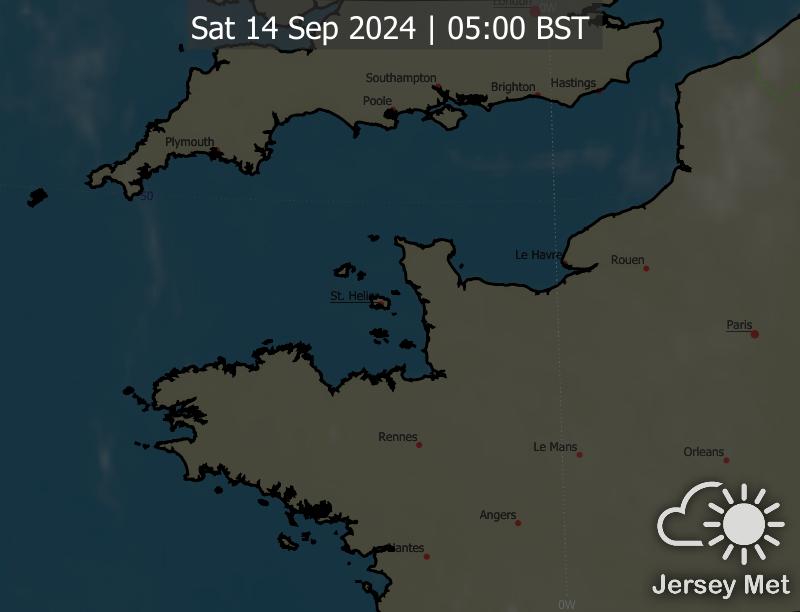 London
0W
Sat 14 Sep 2024 | 05:00 BST
Southampton
Brighton
Hastings
Poole
Plymouth
50
Le Havre
Rouen
St. Helier
Paris
Rennes
Le Mans
Orleans
Angers
Nantes
Jersey Met
0W